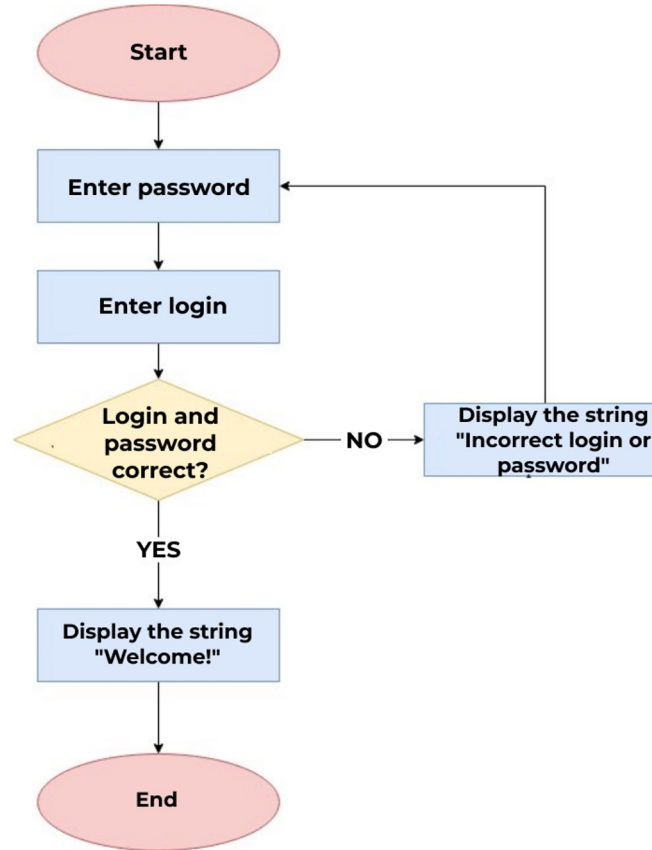 Start
Enter password
Enter login
Login and
password
correct?
NO
Display the string
"Incorrect login or
password"
YES
Display the string
"Welcome!"
End